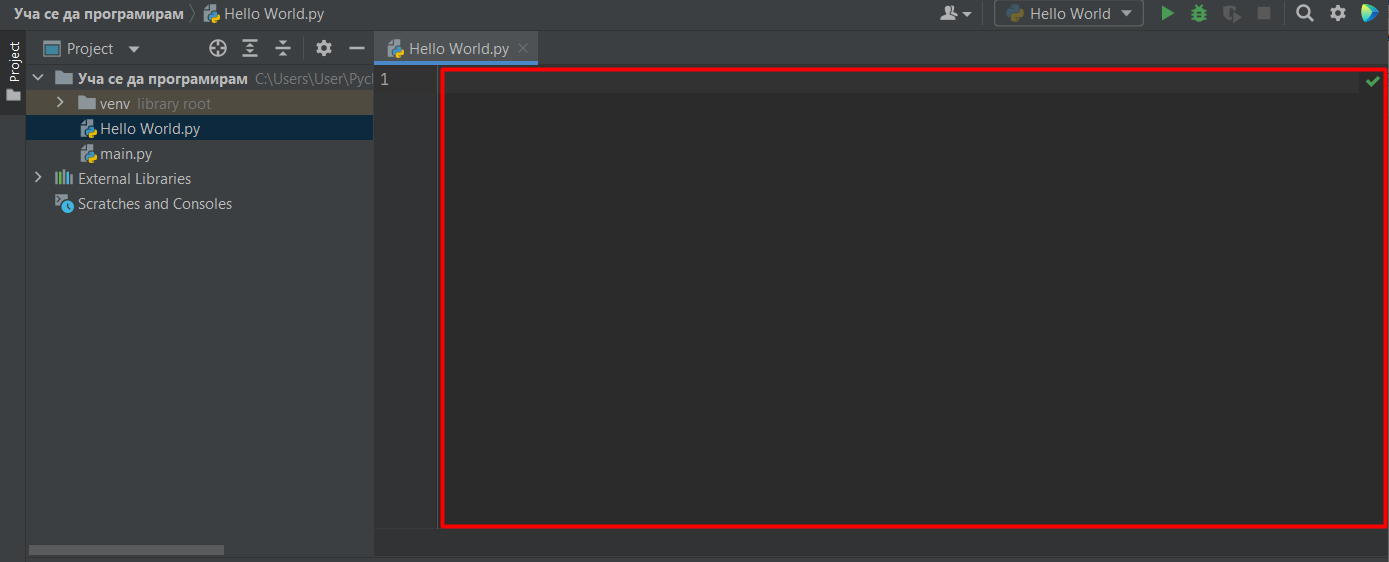 Уча се да програмирам Hello World.py
Hello World
Project
Project
Hello World.py
Уча се да програмирам C:\Users\User\Pycl
1
venv library root
Hello World.py
main.py
External Libraries
Scratches and Consoles